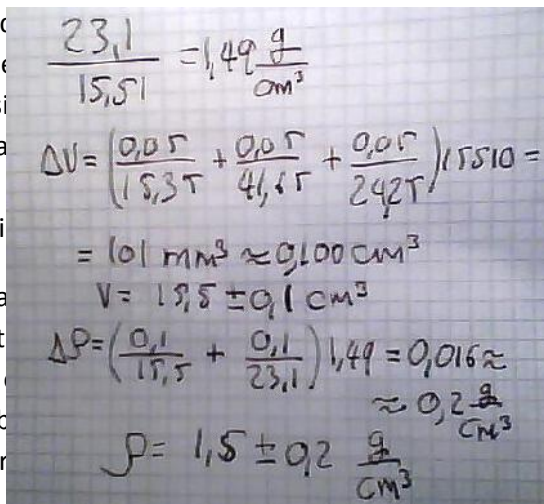 23,1 / 15,51 = 1,49 g/cm³
ΔV = (0,05/15,35 + 0,05/41,65 + 0,05/24,25) 15510 =
= 101 mm³ ≈ 0,100 cm³
V = 15,5 ± 0,1 cm³
Δρ = (0,1/15,5 + 0,1/23,1) 1,49 = 0,016 ≈
≈ 0,2 g/cm³
ρ = 1,5 ± 0,2 g/cm³